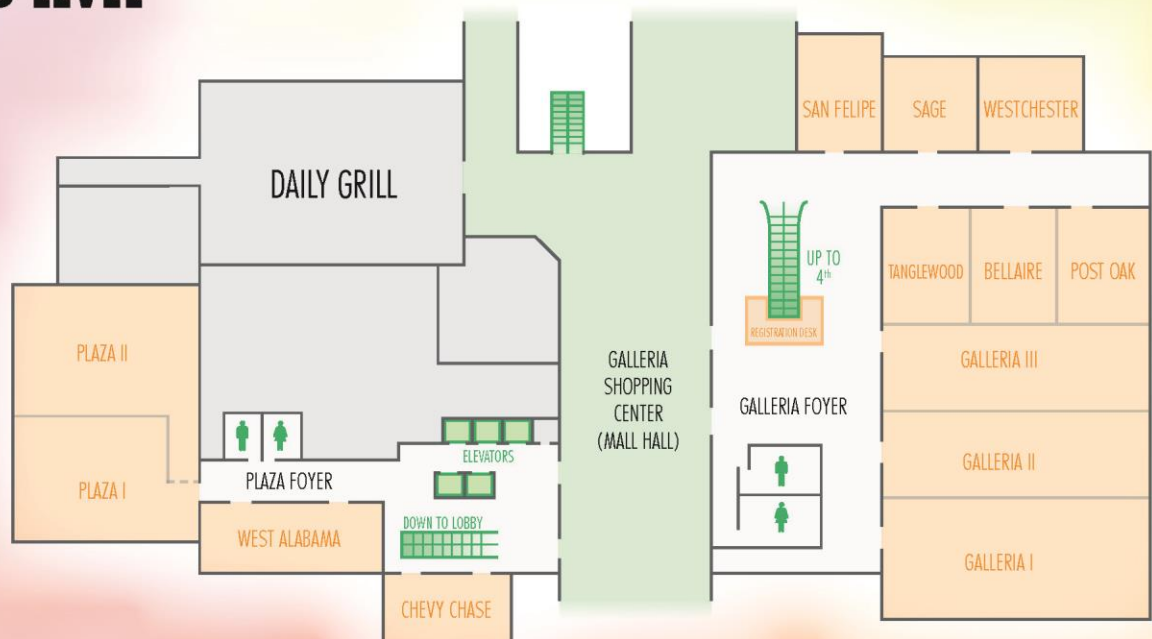 DAILY GRILL
SAN FELIPE
SAGE
WESTCHESTER
UP TO
4th
TANGLEWOOD
BELLAIRE
POST OAK
REGISTRATION DESK
PLAZA II
GALLERIA
SHOPPING
CENTER
(MALL HALL)
GALLERIA III
GALLERIA FOYER
ELEVATORS
GALLERIA II
PLAZA I
PLAZA FOYER
DOWN TO LOBBY
WEST ALABAMA
GALLERIA I
CHEVY CHASE